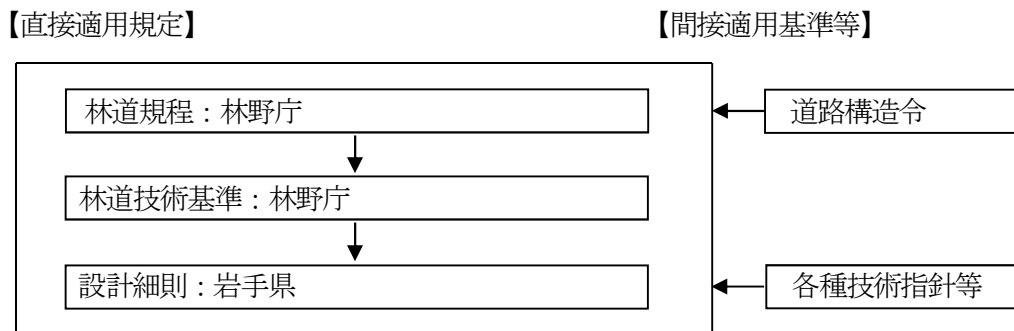 【直接適用規定】 【間接適用基準等】
林道規程：林野庁 道路構造令
林道技術基準：林野庁
設計細則：岩手県 各種技術指針等